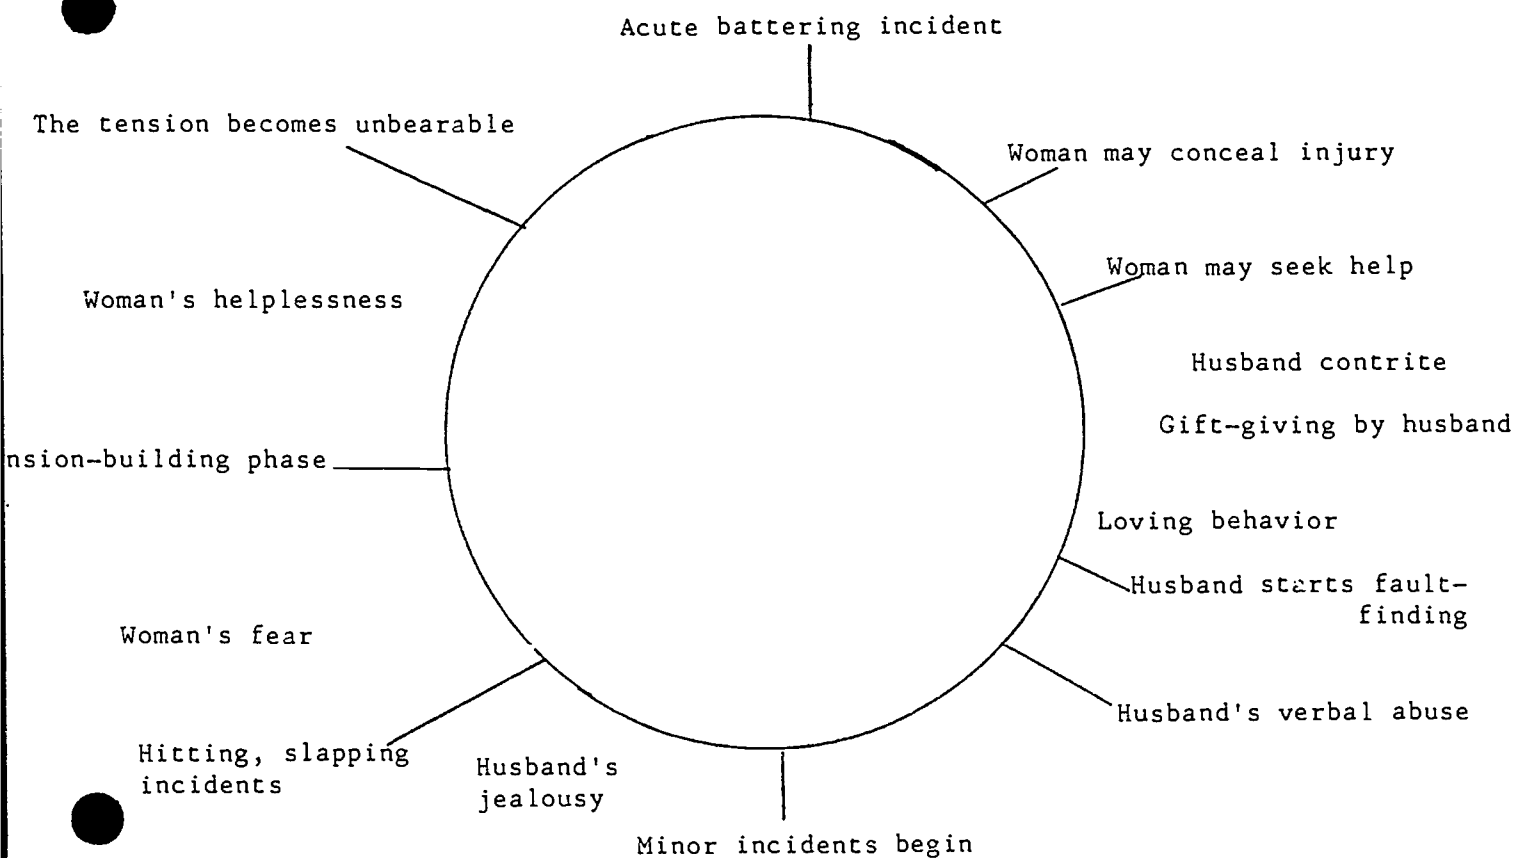 Acute battering incident
The tension becomes unbearable
Woman may conceal injury
Woman may seek help
Woman's helplessness
Husband contrite
Gift-giving by husband
nsion-building phase
Loving behavior
Husband starts fault-
finding
Woman's fear
Husband's verbal abuse
Hitting, slapping
incidents
Husband's
jealousy
Minor incidents begin